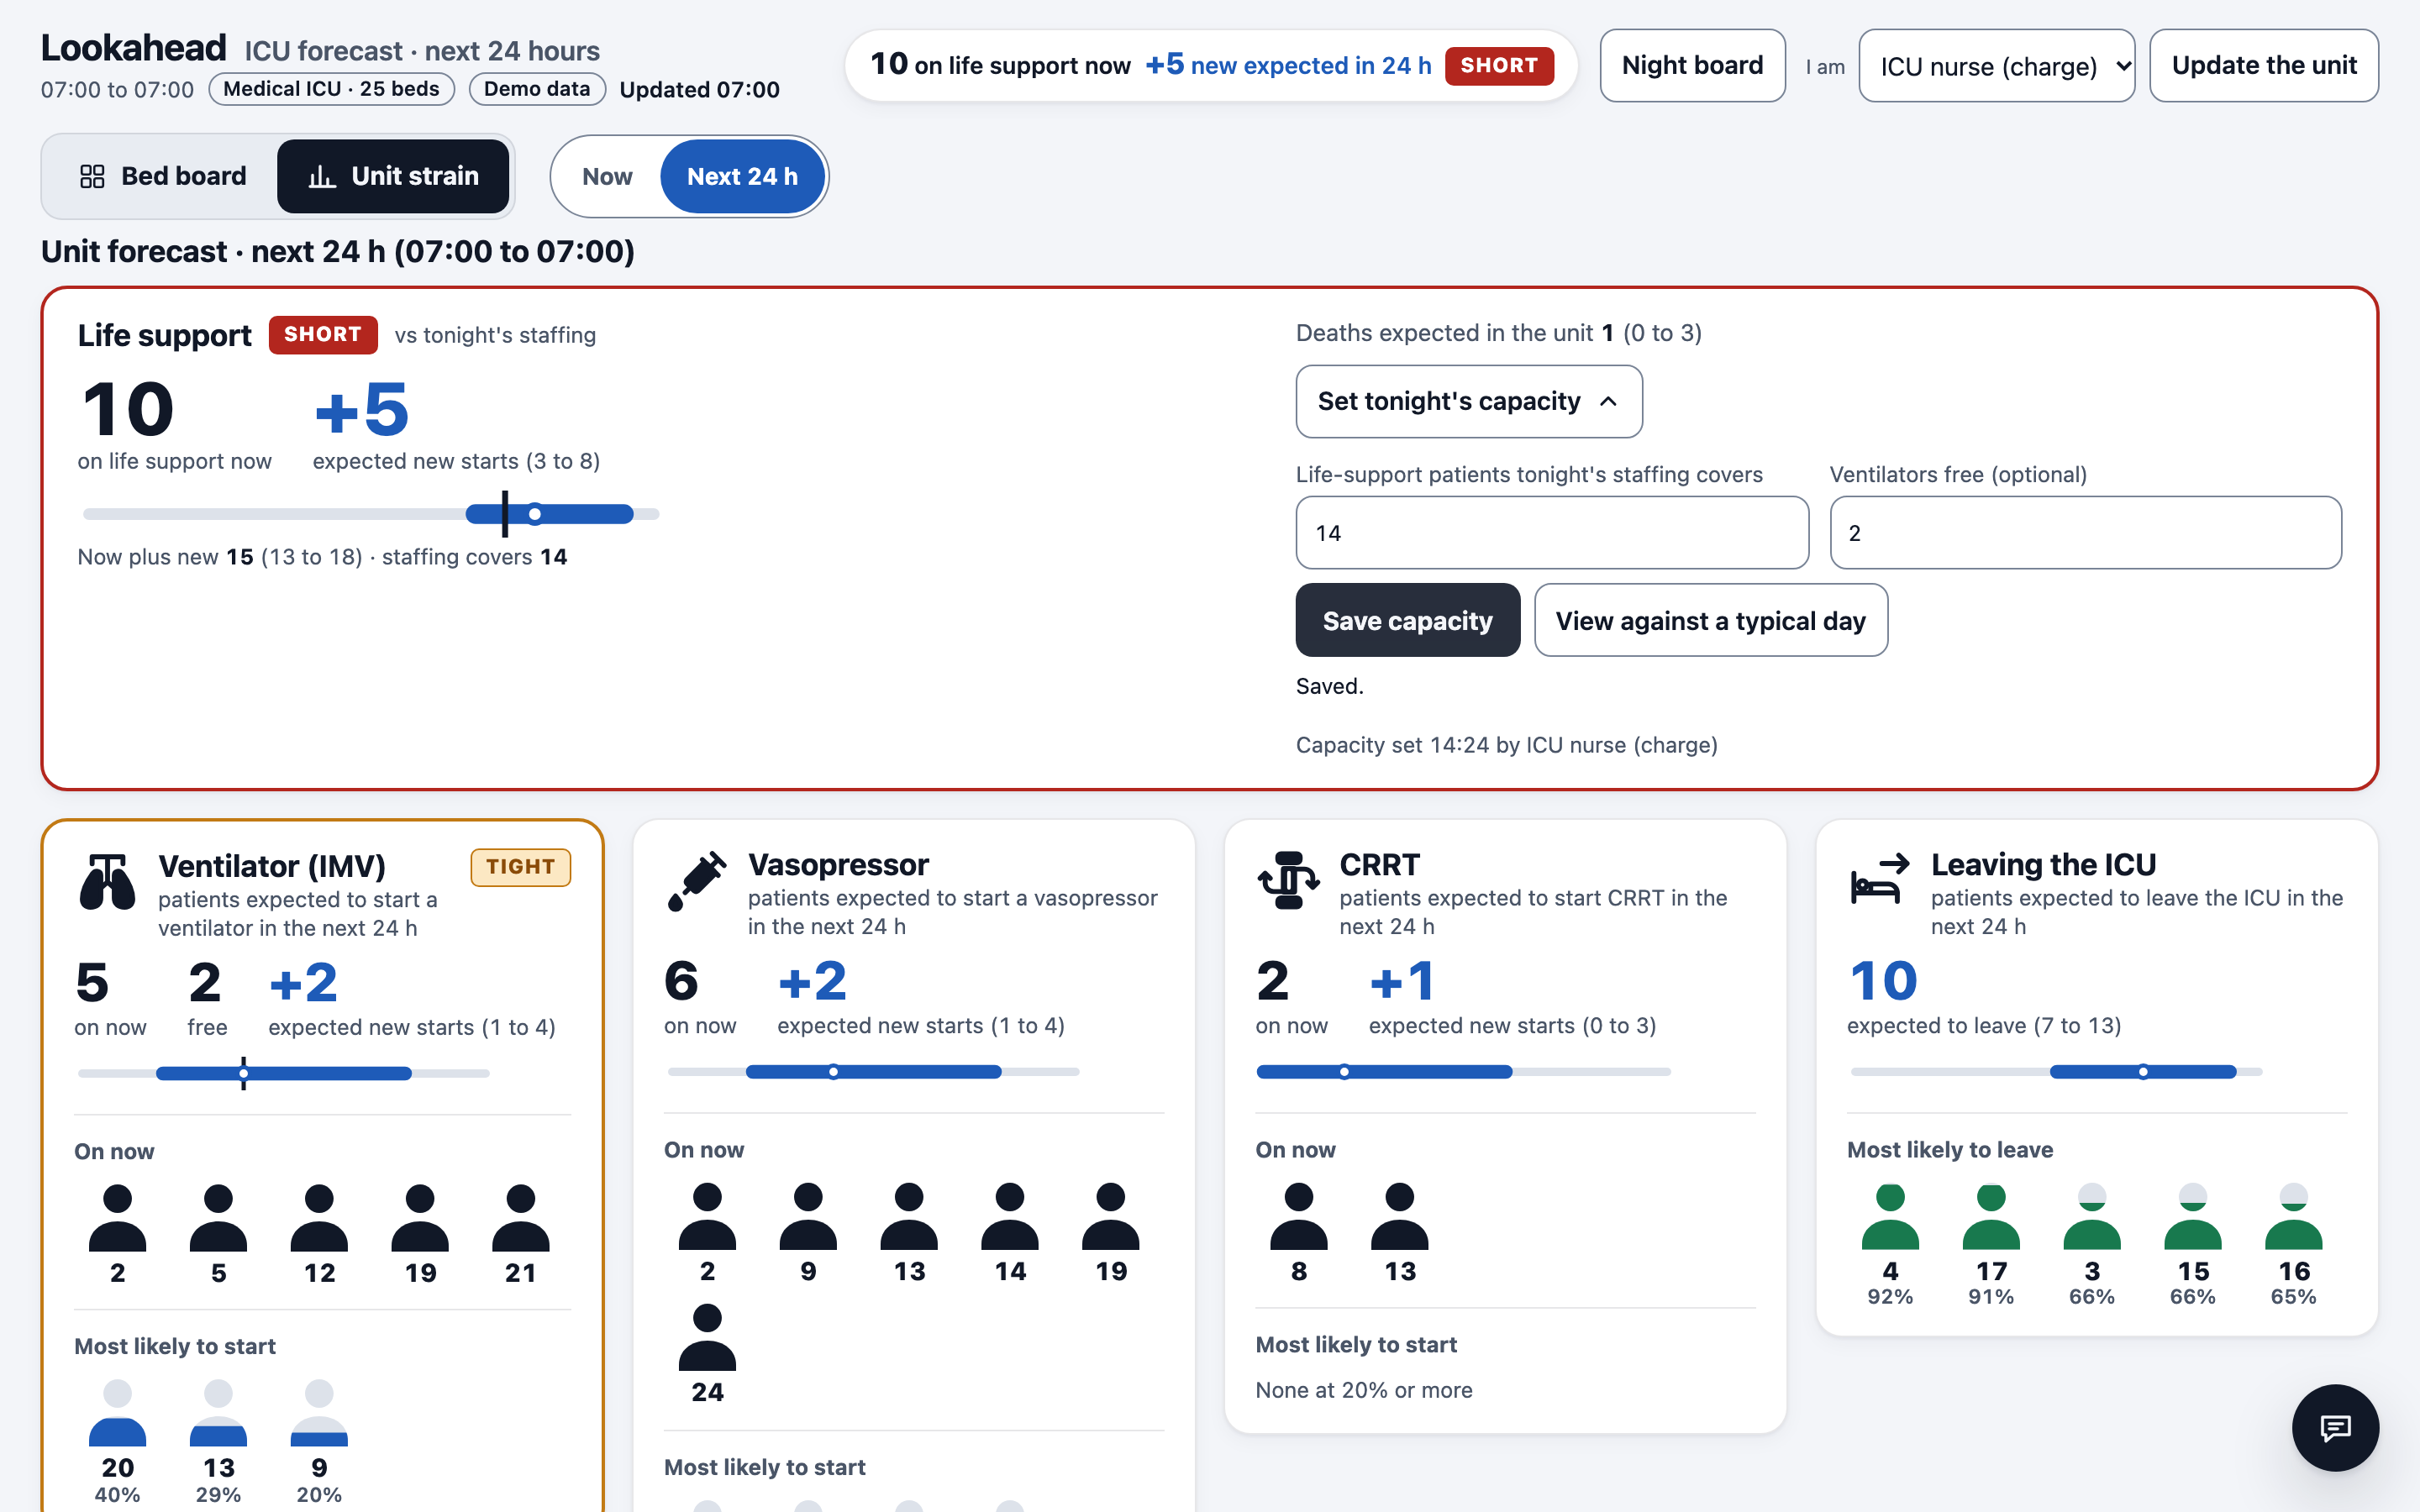 Lookahead ICU forecast · next 24 hours
07:00 to 07:00 Medical ICU · 25 beds Demo data Updated 07:00
10 on life support now +5 new expected in 24 h SHORT
Night board
I am ICU nurse (charge)
Update the unit
Bed board Unit strain
Now Next 24 h
Unit forecast · next 24 h (07:00 to 07:00)
Life support SHORT vs tonight's staffing
10 +5
on life support now expected new starts (3 to 8)
Now plus new 15 (13 to 18) · staffing covers 14
Deaths expected in the unit 1 (0 to 3)
Set tonight's capacity
Life-support patients tonight's staffing covers
14
Ventilators free (optional)
2
Save capacity View against a typical day
Saved.
Capacity set 14:24 by ICU nurse (charge)
Ventilator (IMV) TIGHT
patients expected to start a
ventilator in the next 24 h
5 2 +2
on now free expected new starts (1 to 4)
On now
2 5 12 19 21
Most likely to start
20 13 9
40% 29% 20%
Vasopressor
patients expected to start a vasopressor
in the next 24 h
6 +2
on now expected new starts (1 to 4)
On now
2 9 13 14 19
24
Most likely to start
CRRT
patients expected to start CRRT in the
next 24 h
2 +1
on now expected new starts (0 to 3)
On now
8 13
Most likely to start
None at 20% or more
Leaving the ICU
patients expected to leave the ICU in the
next 24 h
10
expected to leave (7 to 13)
Most likely to leave
4 17 3 15 16
92% 91% 66% 66% 65%